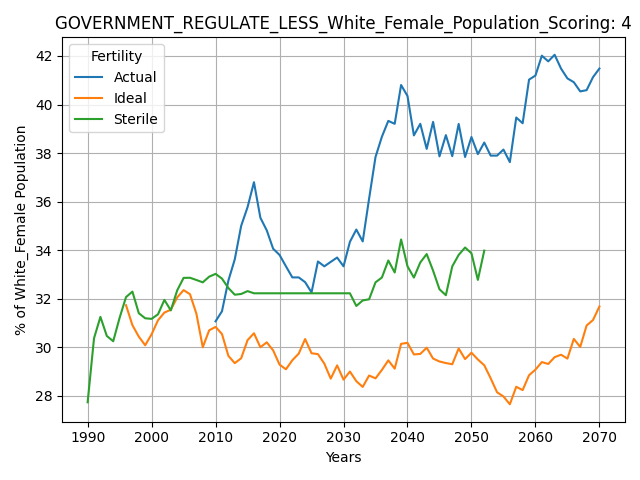 GOVERNMENT_REGULATE_LESS_White_Female_Population_Scoring: 4
Fertility
Actual
Ideal
Sterile
% of White_Female Population
42
40
38
36
34
32
30
28
1990 2000 2010 2020 2030 2040 2050 2060 2070
Years